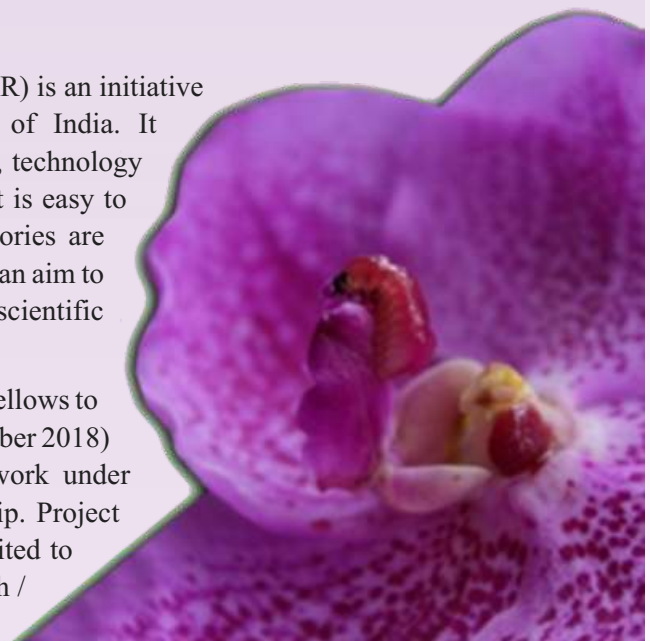 R) is an initiative
of India. It
, technology
t is easy to
ories are
an aim to
scientific
ellows to
ber 2018)
work under
ip. Project
ited to
h /